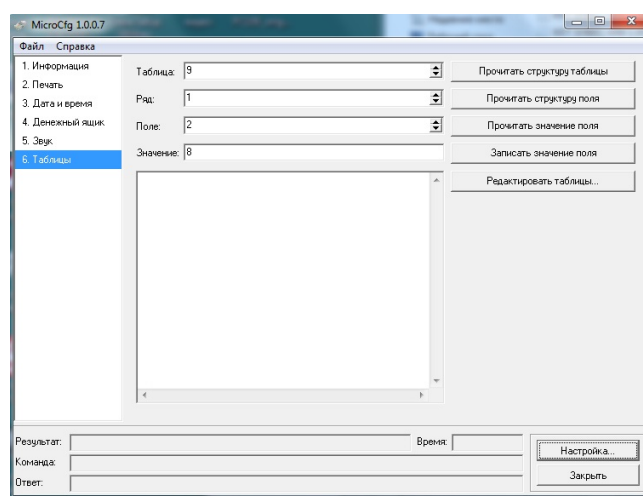 MicroCfg 1.0.0.7
Файл Справка
1. Информация
2. Печать
3. Дата и время
4. Денежный ящик
5. Звук
6. Таблицы
Таблица: 9
Ряд: 1
Поле: 2
Значение: 8
Прочитать структуру таблицы
Прочитать структуру поля
Прочитать значение поля
Записать значение поля
Редактировать таблицы...
Результат:
Время:
Команда:
Ответ:
Настройка...
Закрыть